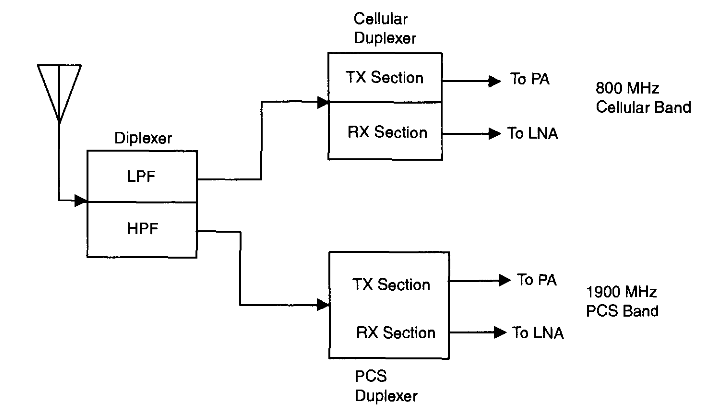 Cellular
Duplexer
TX Section
To PA
800 MHz
Cellular Band
RX Section
To LNA
Diplexer
LPF
HPF
TX Section
To PA
1900 MHz
PCS Band
RX Section
To LNA
PCS
Duplexer